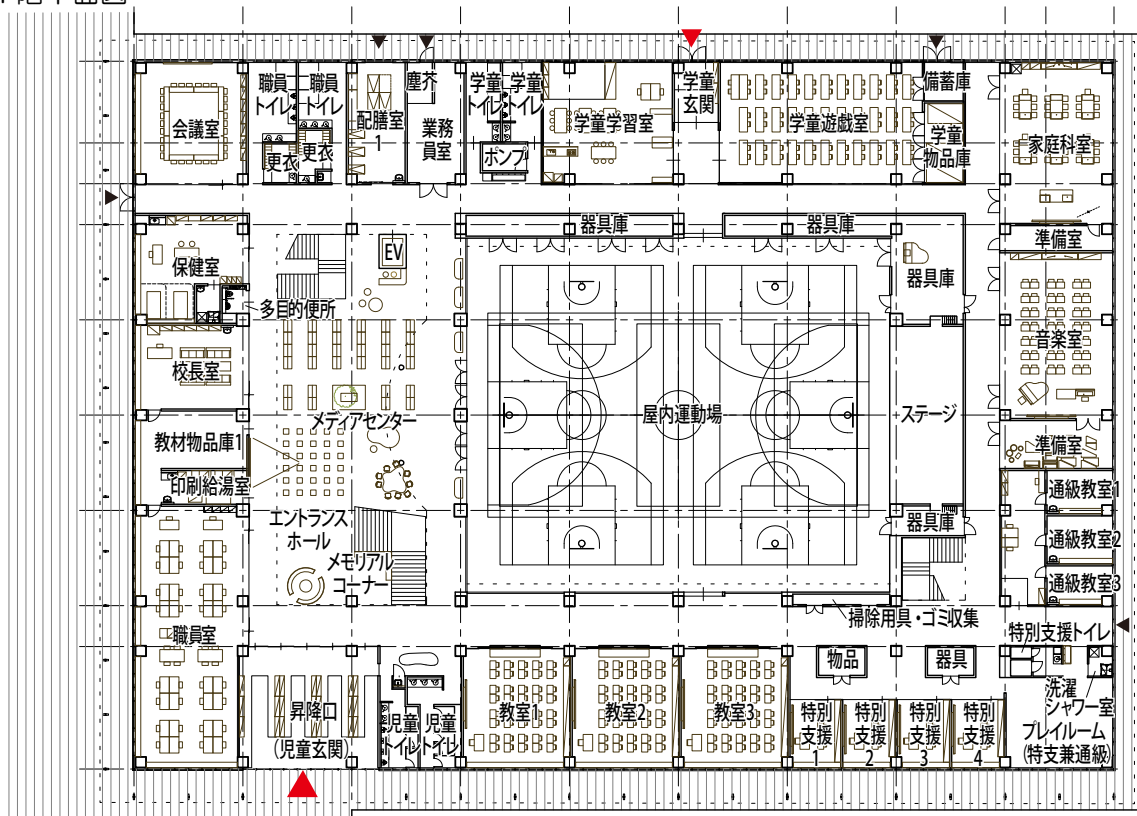 職員
トイレ
職員
トイレ
塵芥
学童
トイレ
学童
トイレ
学童
玄関
備蓄庫
会議室
配膳室
1
業務
員室
学童学習室
学童遊戯室
学童
物品庫
家庭科室
更衣
更衣
ポンプ
器具庫
器具庫
準備室
保健室
EV
器具庫
多目的便所
音楽室
校長室
メディアセンター
屋内運動場
ステージ
教材物品庫1
準備室
印刷給湯室
通級教室1
エントランス
ホール
器具庫
通級教室2
メモリアル
コーナー
通級教室3
掃除用具・ゴミ収集
職員室
特別支援トイレ
物品
器具
洗濯
シャワー室
昇降口
(児童玄関)
児童
トイレ
児童
トイレ
教室1
教室2
教室3
特別
支援
1
特別
支援
2
特別
支援
3
特別
支援
4
プレイルーム
(特支兼通級)